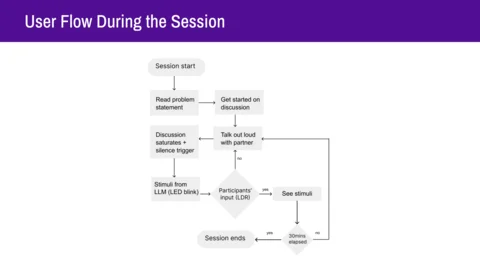 User Flow During the Session
Session start
Read problem
statement
Get started on
discussion
Discussion
saturates +
silence trigger
Talk out loud
with partner
no
Stimuli from
LLM (LED blink)
Participants'
input (LDR)
yes
See stimuli
Session ends
yes
30mins
elapsed
no